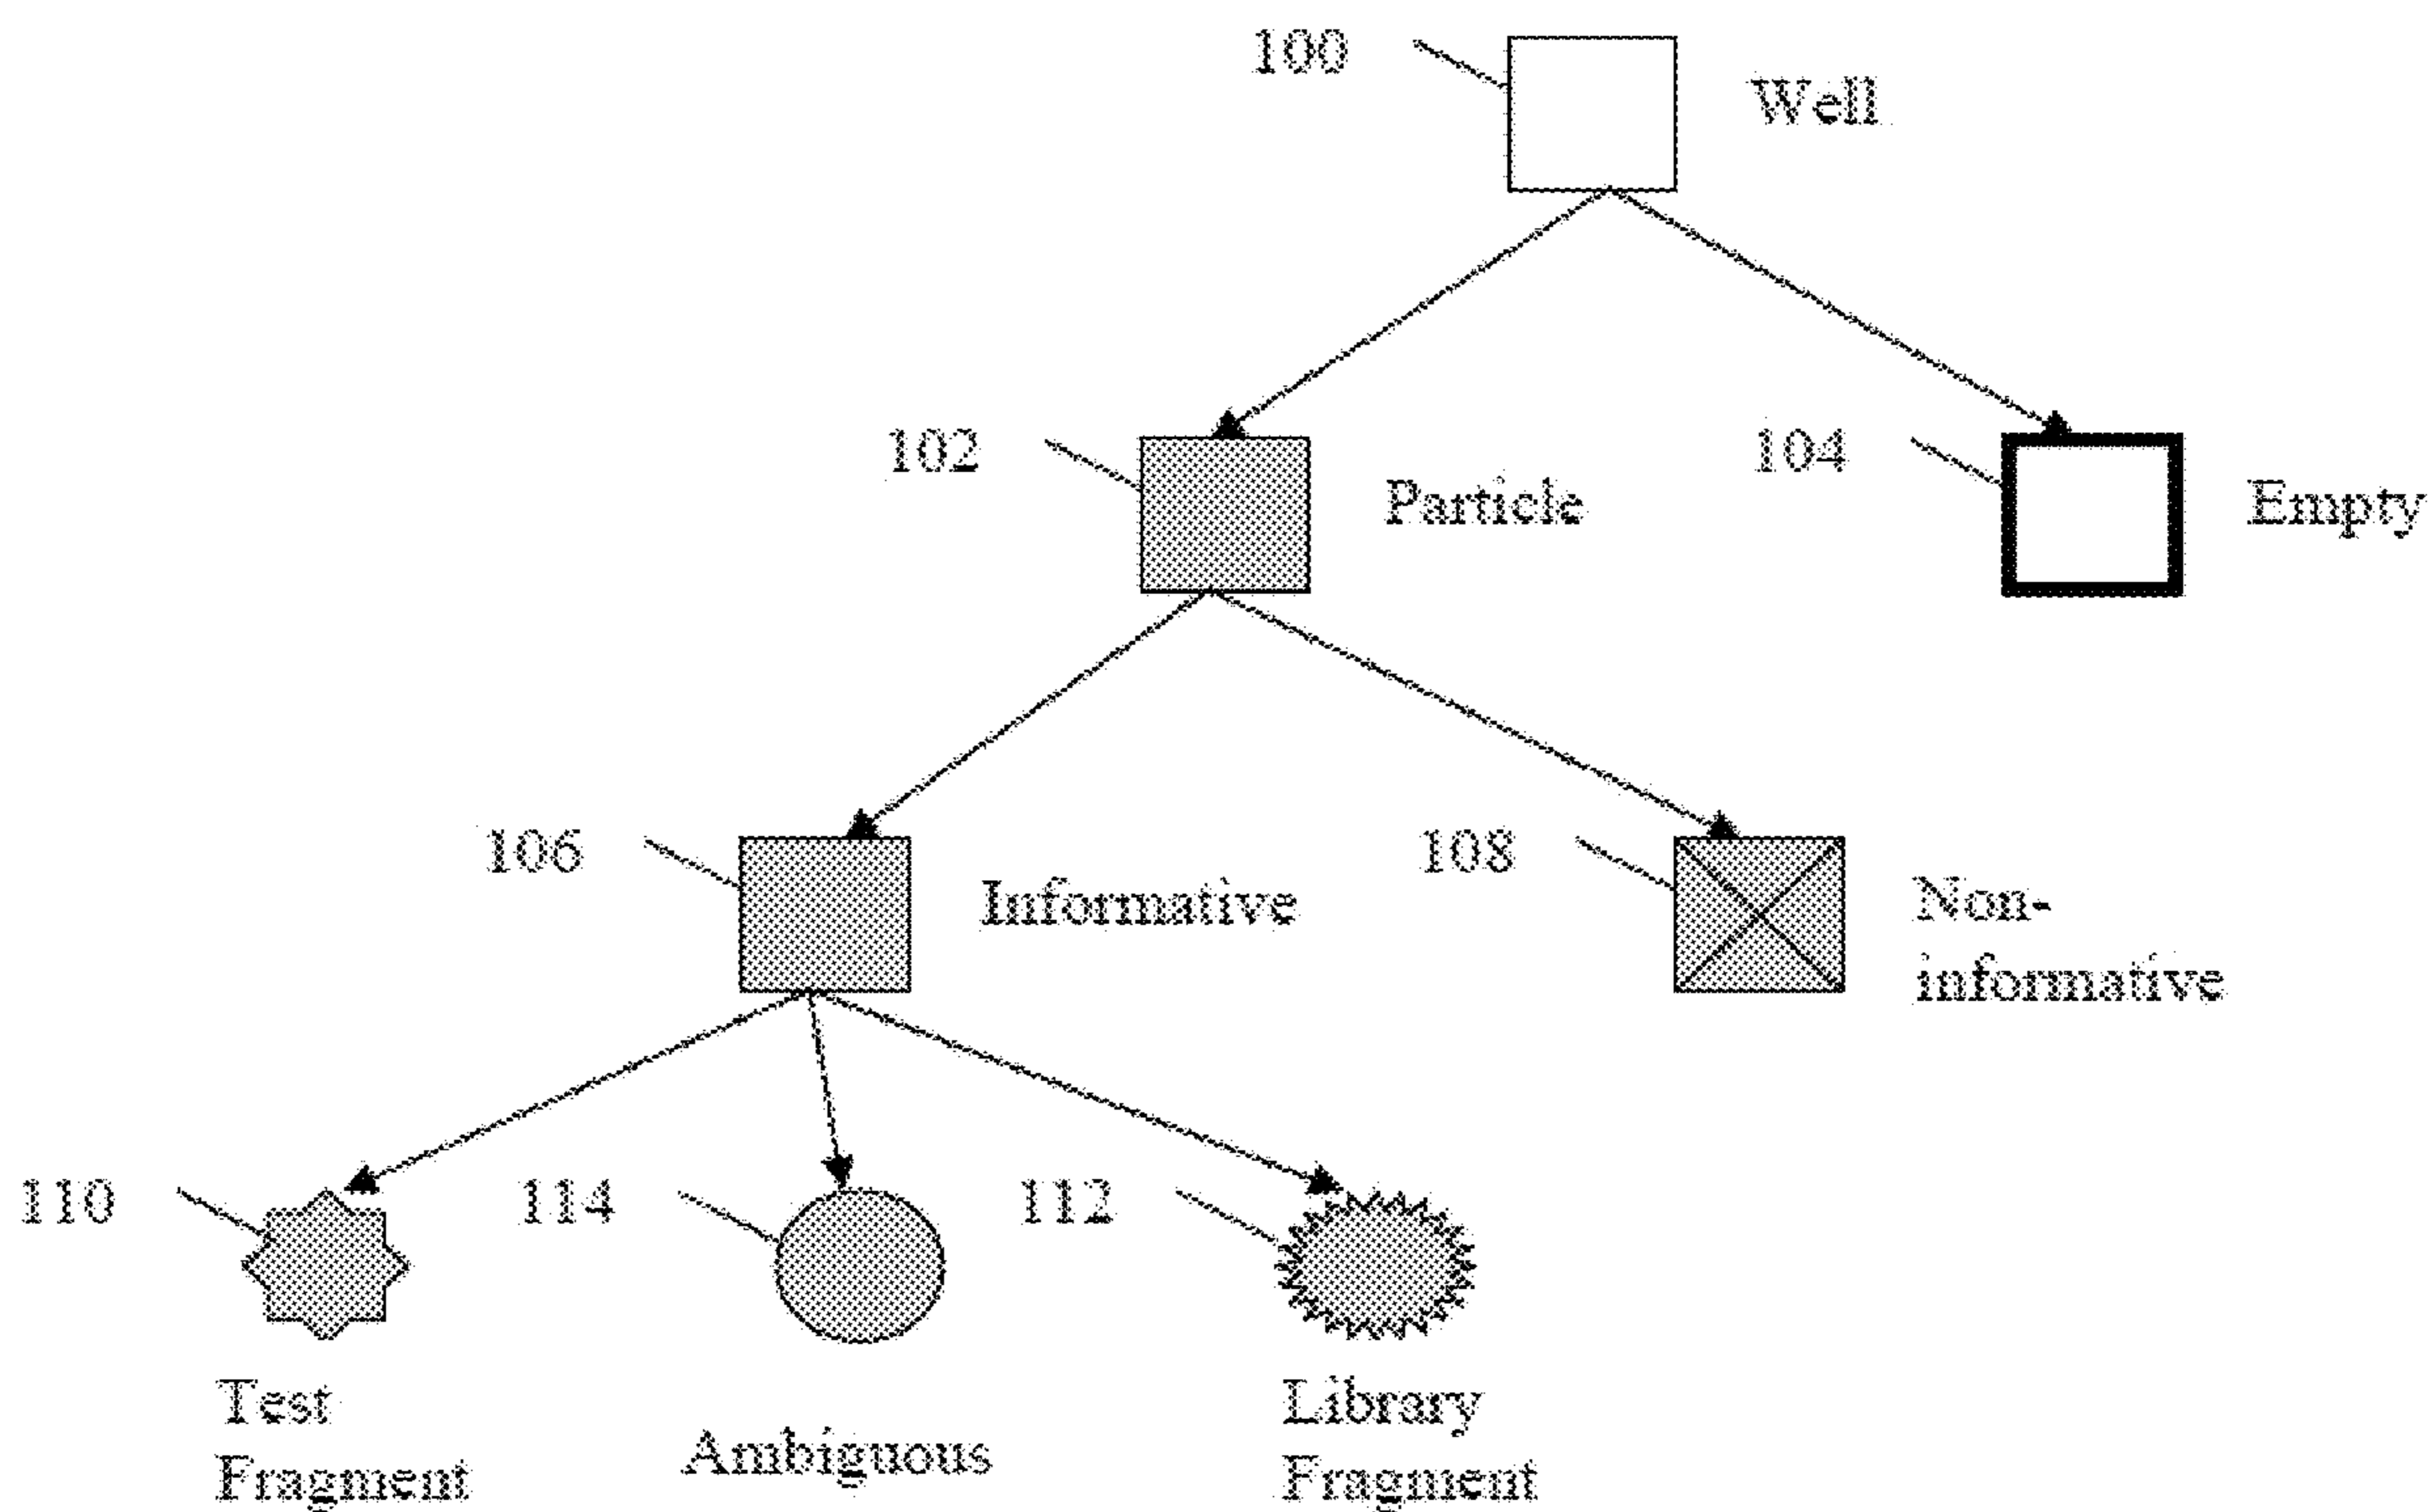 100
Well
102
Particle
104
Empty
106
Informative
108
Non-
informative
110
114
112
Test
Fragment
Ambiguous
Library
Fragment